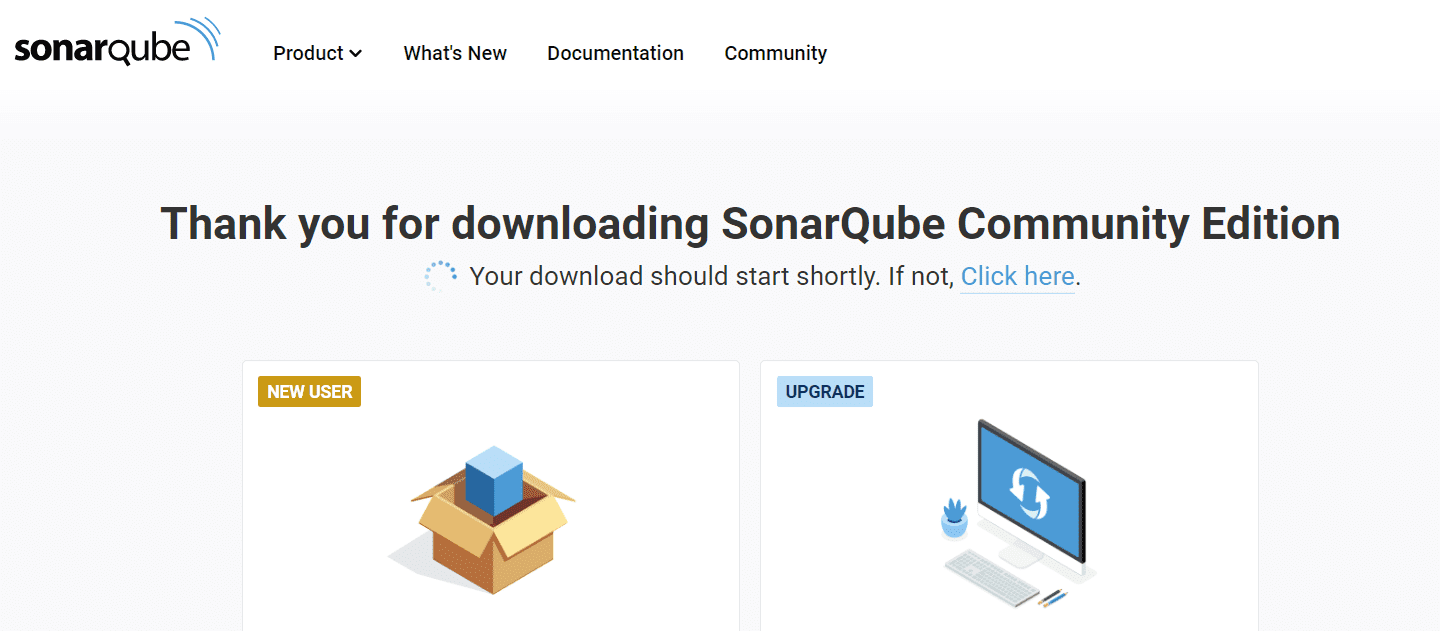 sonarqube
Product What's New Documentation Community
Thank you for downloading SonarQube Community Edition
Your download should start shortly. If not, Click here.
NEW USER
UPGRADE